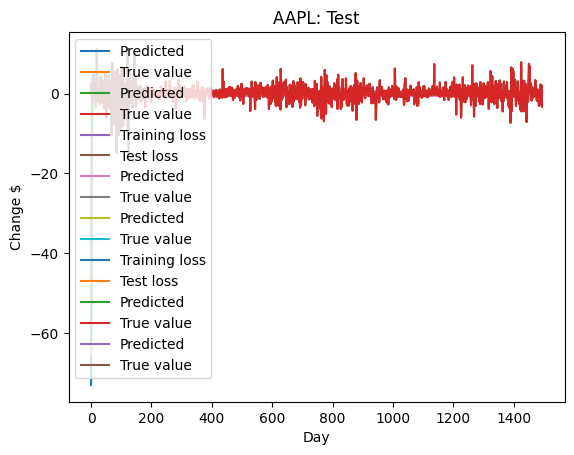 AAPL: Test
Change $
0
−20
−40
−60
Predicted
True value
Predicted
True value
Training loss
Test loss
Predicted
True value
Predicted
True value
Training loss
Test loss
Predicted
True value
Predicted
True value
0
200
400
600
800
1000
1200
1400
Day